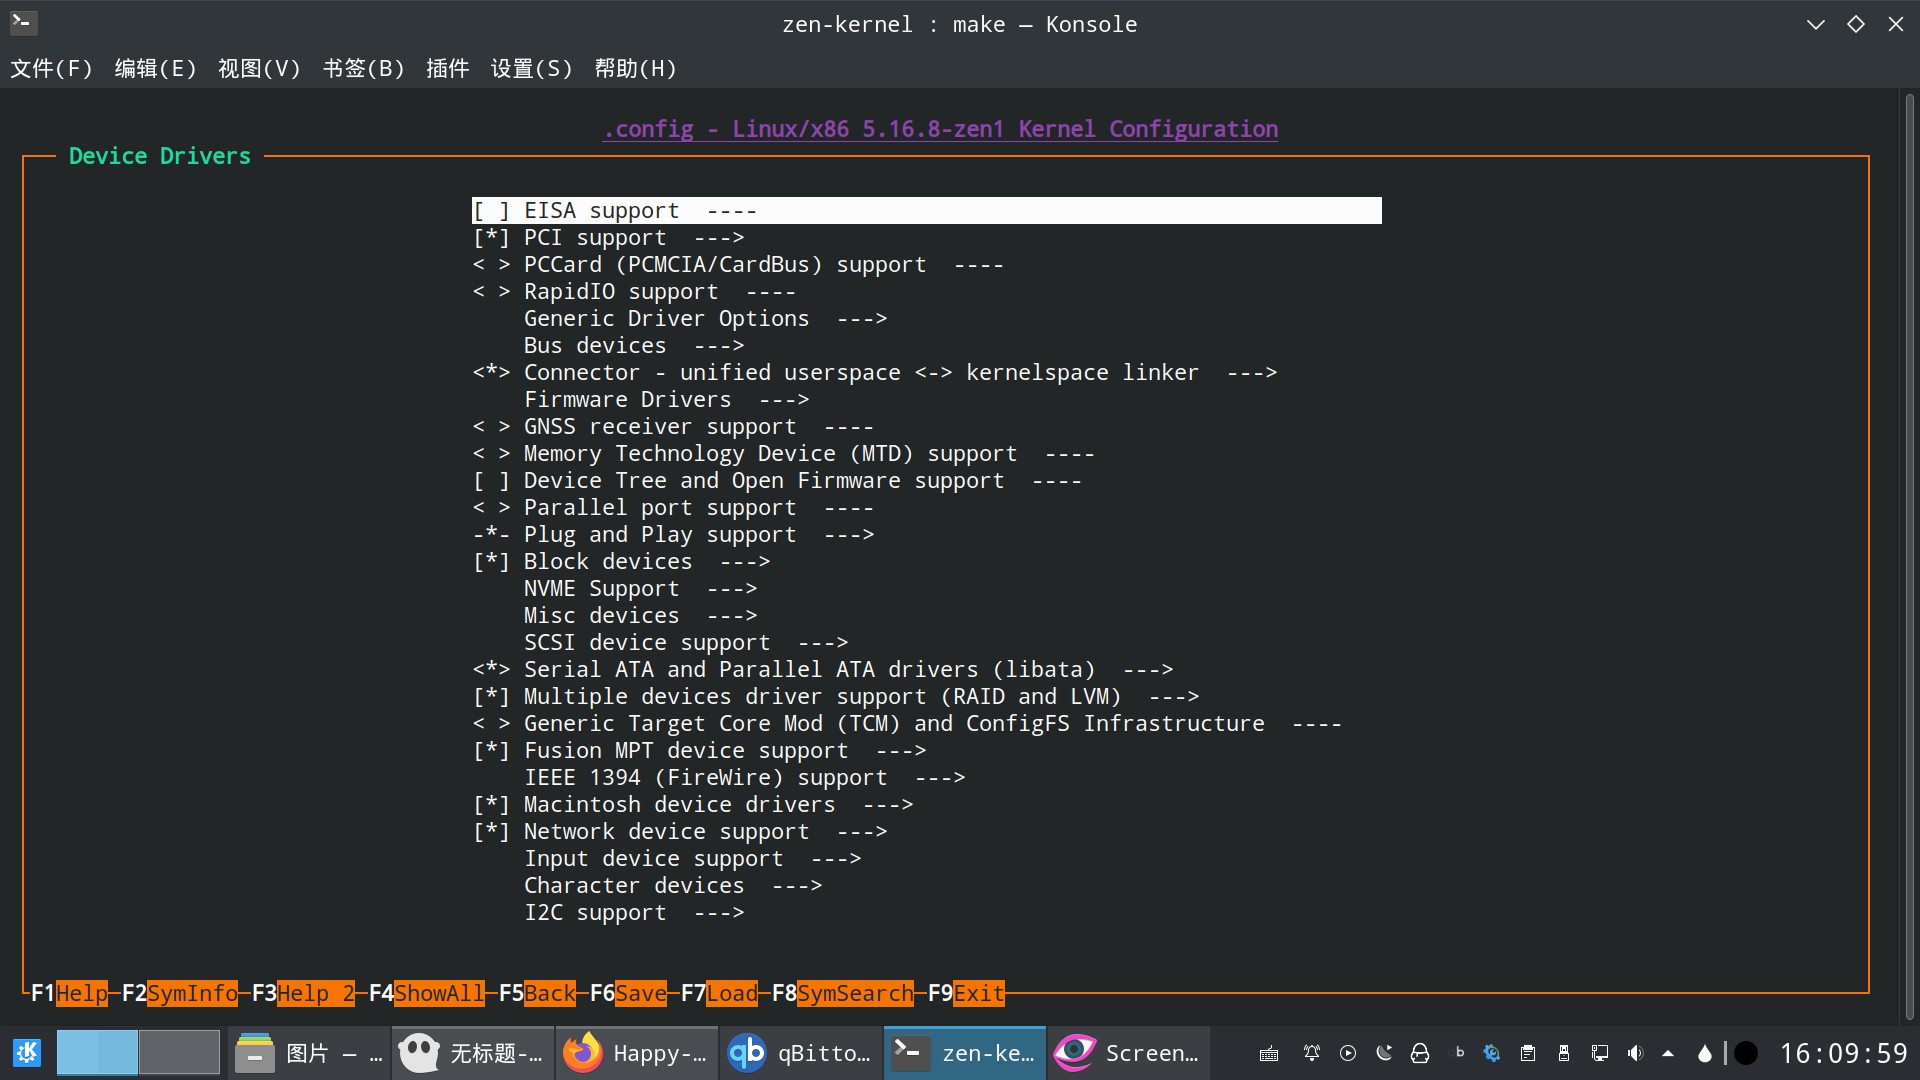 zen-kernel : make — Konsole
文件(F) 编辑(E) 视图(V) 书签(B) 插件 设置(S) 帮助(H)
.config - Linux/x86 5.16.8-zen1 Kernel Configuration
Device Drivers
[ ] EISA support  ----
[*] PCI support  --->
< > PCCard (PCMCIA/CardBus) support  ----
< > RapidIO support  ----
Generic Driver Options  --->
Bus devices  --->
<*> Connector - unified userspace <-> kernelspace linker  --->
Firmware Drivers  --->
< > GNSS receiver support  ----
< > Memory Technology Device (MTD) support  ----
[ ] Device Tree and Open Firmware support  ----
< > Parallel port support  ----
-*- Plug and Play support  --->
[*] Block devices  --->
NVME Support  --->
Misc devices  --->
SCSI device support  --->
<*> Serial ATA and Parallel ATA drivers (libata)  --->
[*] Multiple devices driver support (RAID and LVM)  --->
< > Generic Target Core Mod (TCM) and ConfigFS Infrastructure  ----
[*] Fusion MPT device support  --->
IEEE 1394 (FireWire) support  --->
[*] Macintosh device drivers  --->
[*] Network device support  --->
Input device support  --->
Character devices  --->
I2C support  --->
F1Help F2SymInfo F3Help 2 F4ShowAll F5Back F6Save F7Load F8SymSearch F9Exit
图片 — … 无标题-… Happy-… qBitto… zen-ke… Screen… 16:09:59